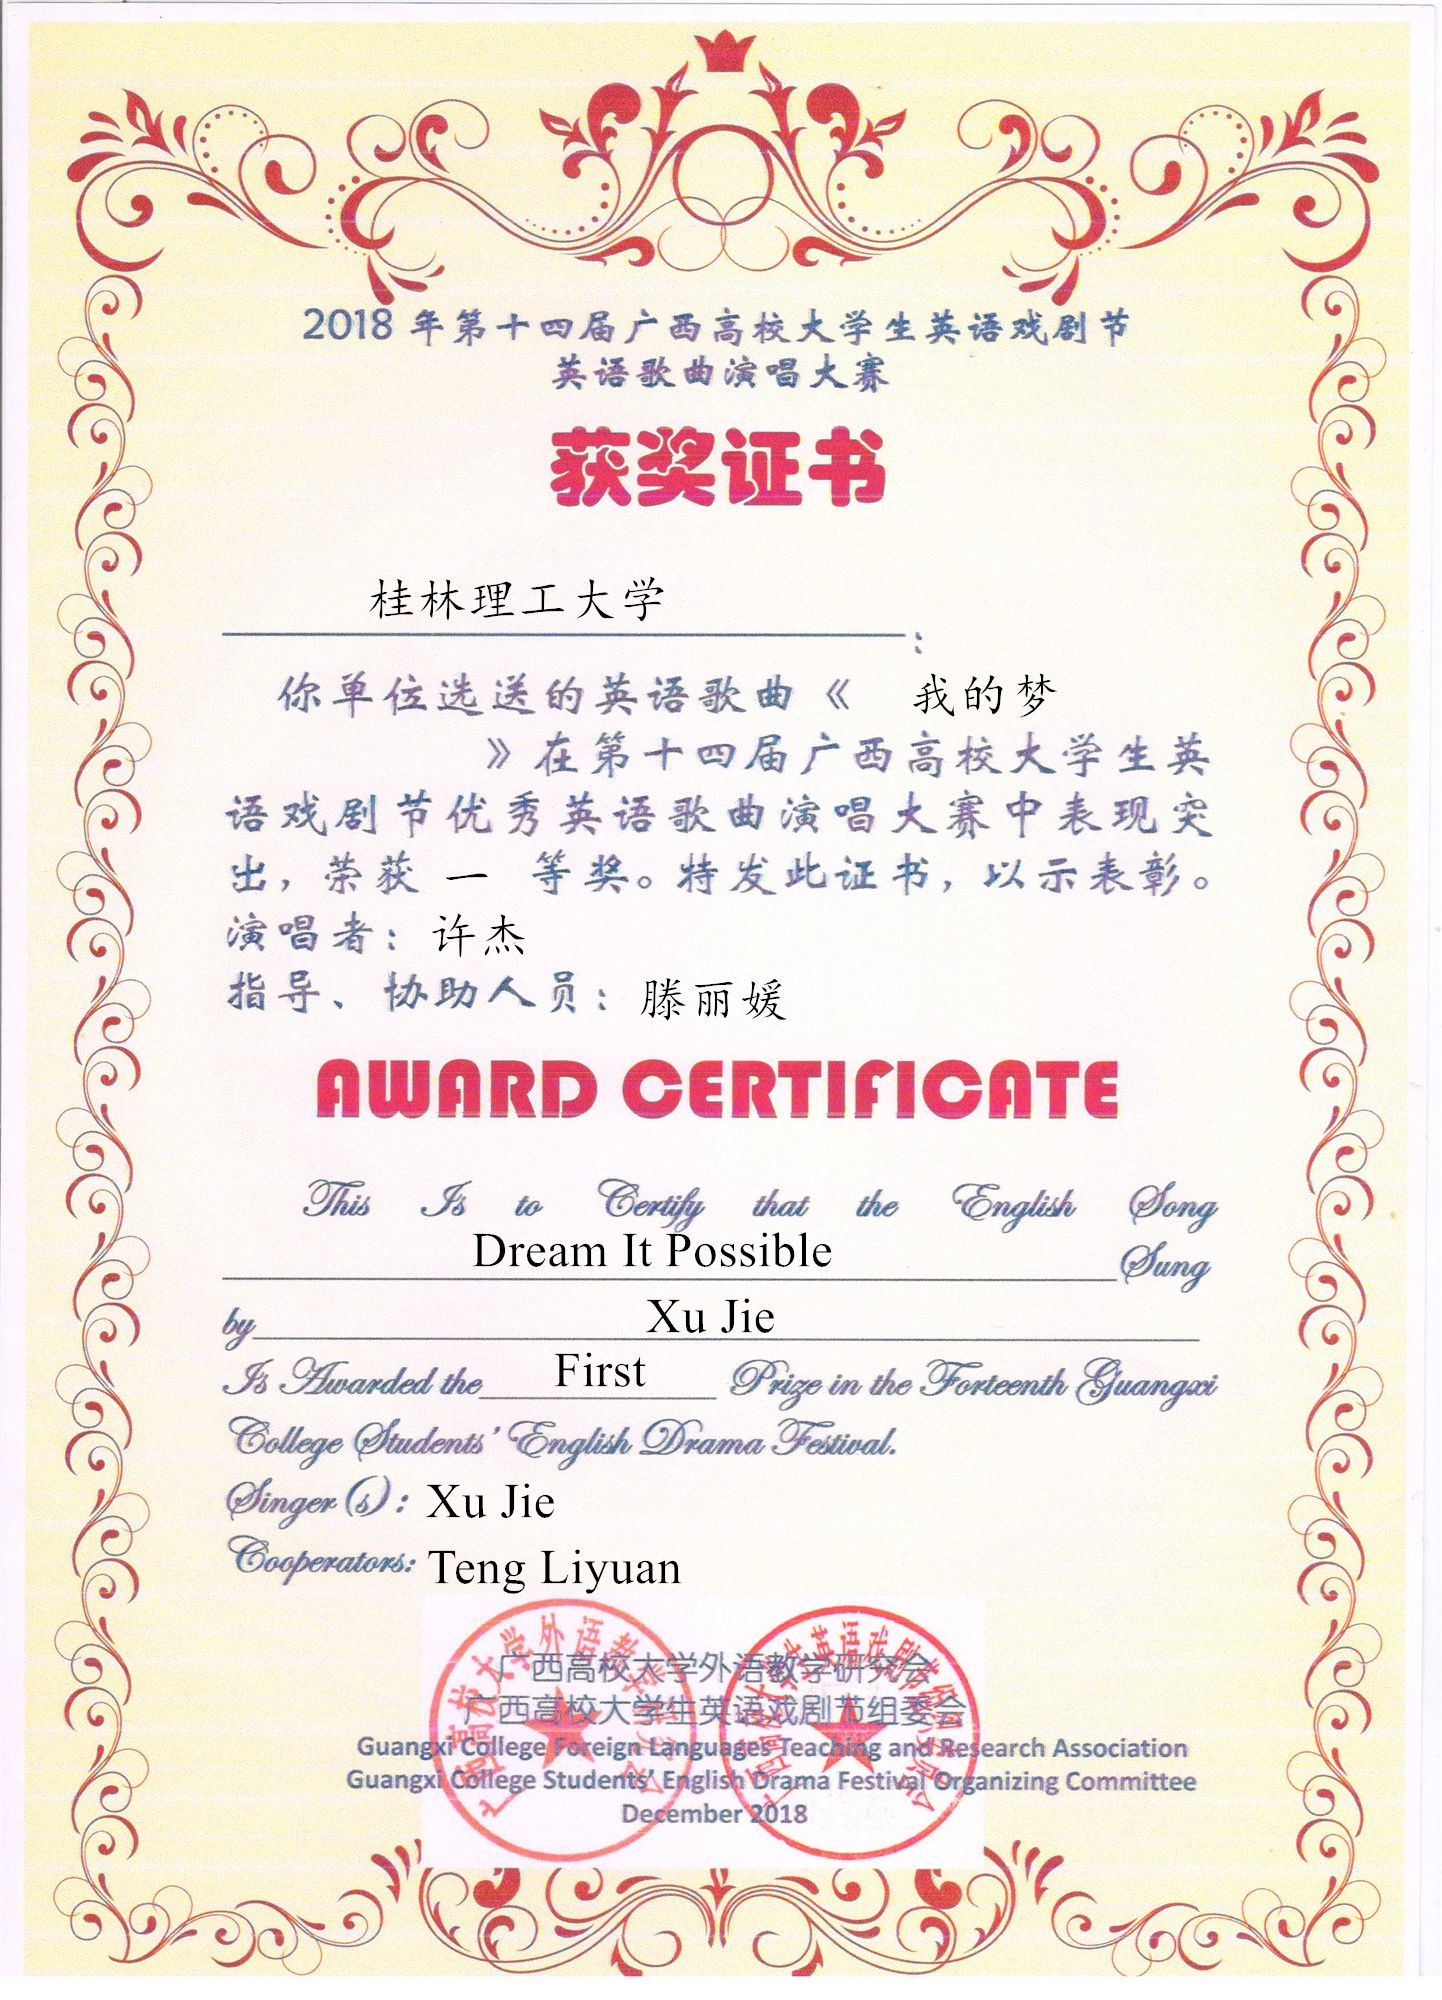 2018 年第十四届广西高校大学生英语戏剧节
英语歌曲演唱大赛
获奖证书
桂林理工大学
:
你单位选送的英语歌曲《 我的梦
》在第十四届广西高校大学生英
语戏剧节优秀英语歌曲演唱大赛中表现突
出，荣获 一 等奖。特发此证书，以示表彰。
演唱者：许杰
指导、协助人员：滕丽媛
AWARD CERTIFICATE
This Is to Certify that the English Song
Dream It Possible Sung
by Xu Jie
Is Awarded the First Prize in the Forteenth Guangxi
College Students' English Drama Festival.
Singer(s): Xu Jie
Cooperators: Teng Liyuan
广西高校大学外语教学研究会
广西高校大学生英语戏剧节组委会
Guangxi College Foreign Languages Teaching and Research Association
Guangxi College Students' English Drama Festival Organizing Committee
December 2018